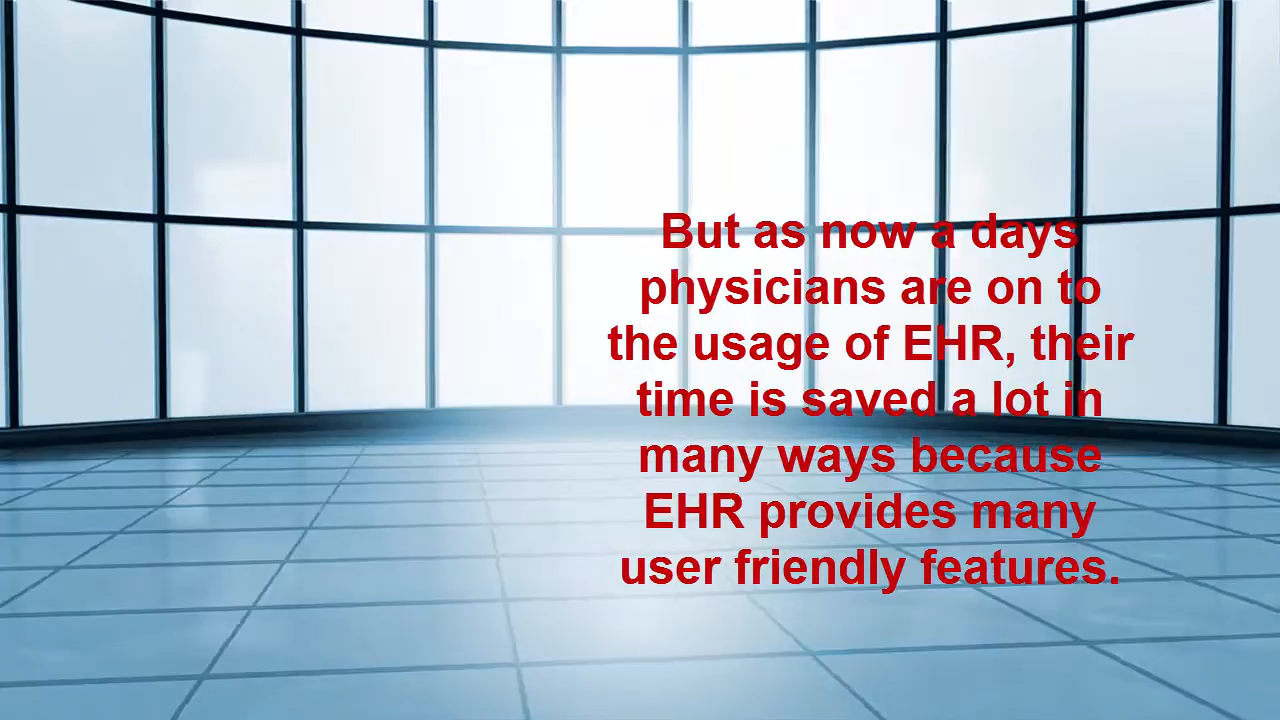 But as now a days
physicians are on to
the usage of EHR, their
time is saved a lot in
many ways because
EHR provides many
user friendly features.